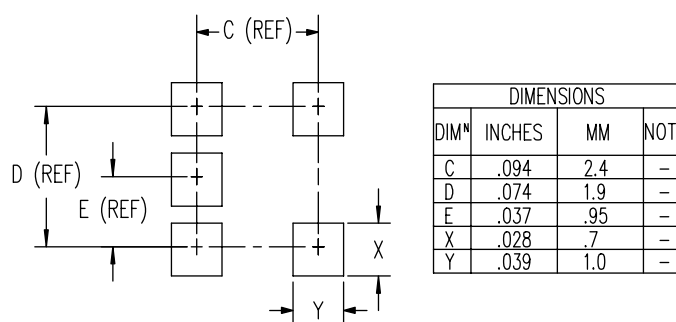 C (REF)
D (REF)
E (REF)
X
Y
DIMENSIONS
DIMᴺ INCHES MM NOT
C .094 2.4 –
D .074 1.9 –
E .037 .95 –
X .028 .7 –
Y .039 1.0 –